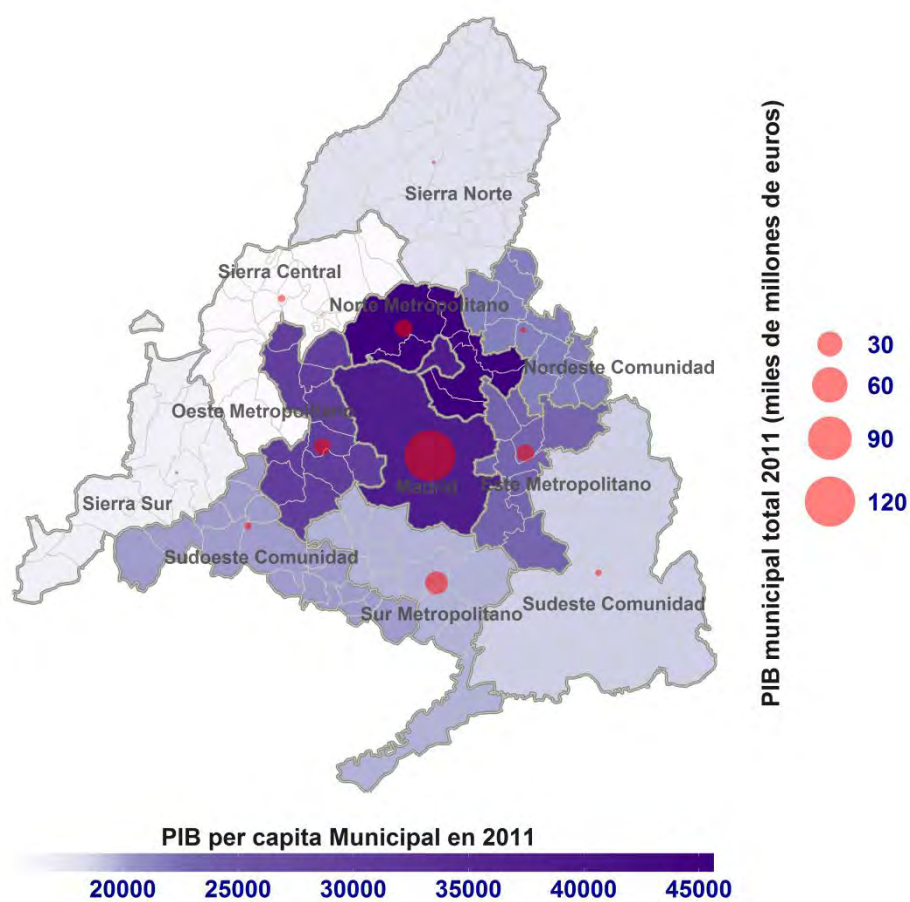 Sierra Norte
Sierra Central
Norte Metropolitano
Nordeste Comunidad
Oeste Metropolitano
Madrid
Este Metropolitano
Sierra Sur
Sudoeste Comunidad
Sur Metropolitano
Sudeste Comunidad
PIB municipal total 2011 (miles de millones de euros)
30
60
90
120
PIB per capita Municipal en 2011
20000 25000 30000 35000 40000 45000